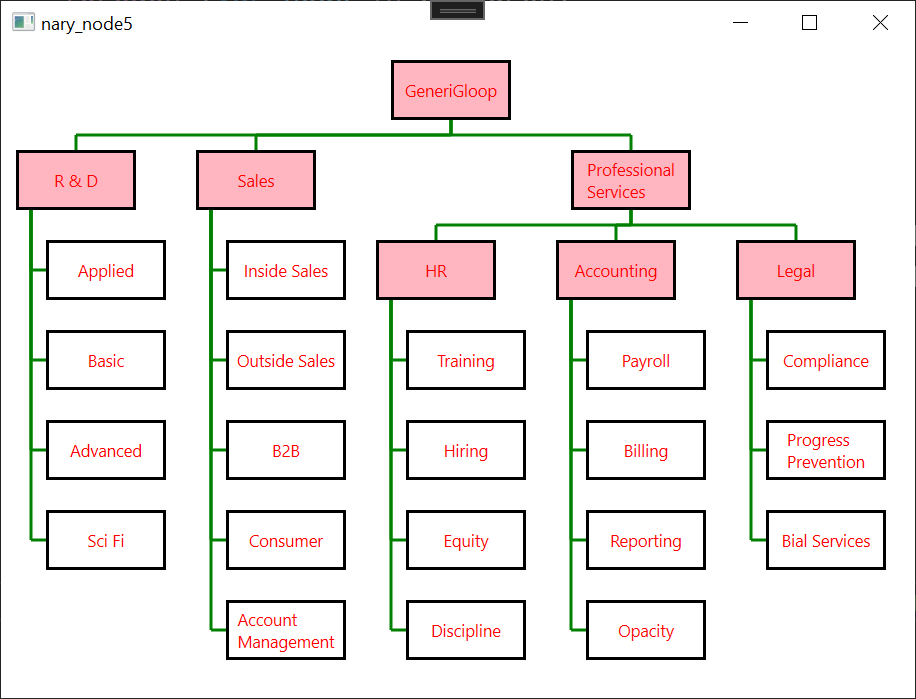 nary_node5
GeneriGloop
R & D
Sales
Professional
Services
Applied
Inside Sales
HR
Accounting
Legal
Basic
Outside Sales
Training
Payroll
Compliance
Advanced
B2B
Hiring
Billing
Progress
Prevention
Sci Fi
Consumer
Equity
Reporting
Bial Services
Account
Management
Discipline
Opacity